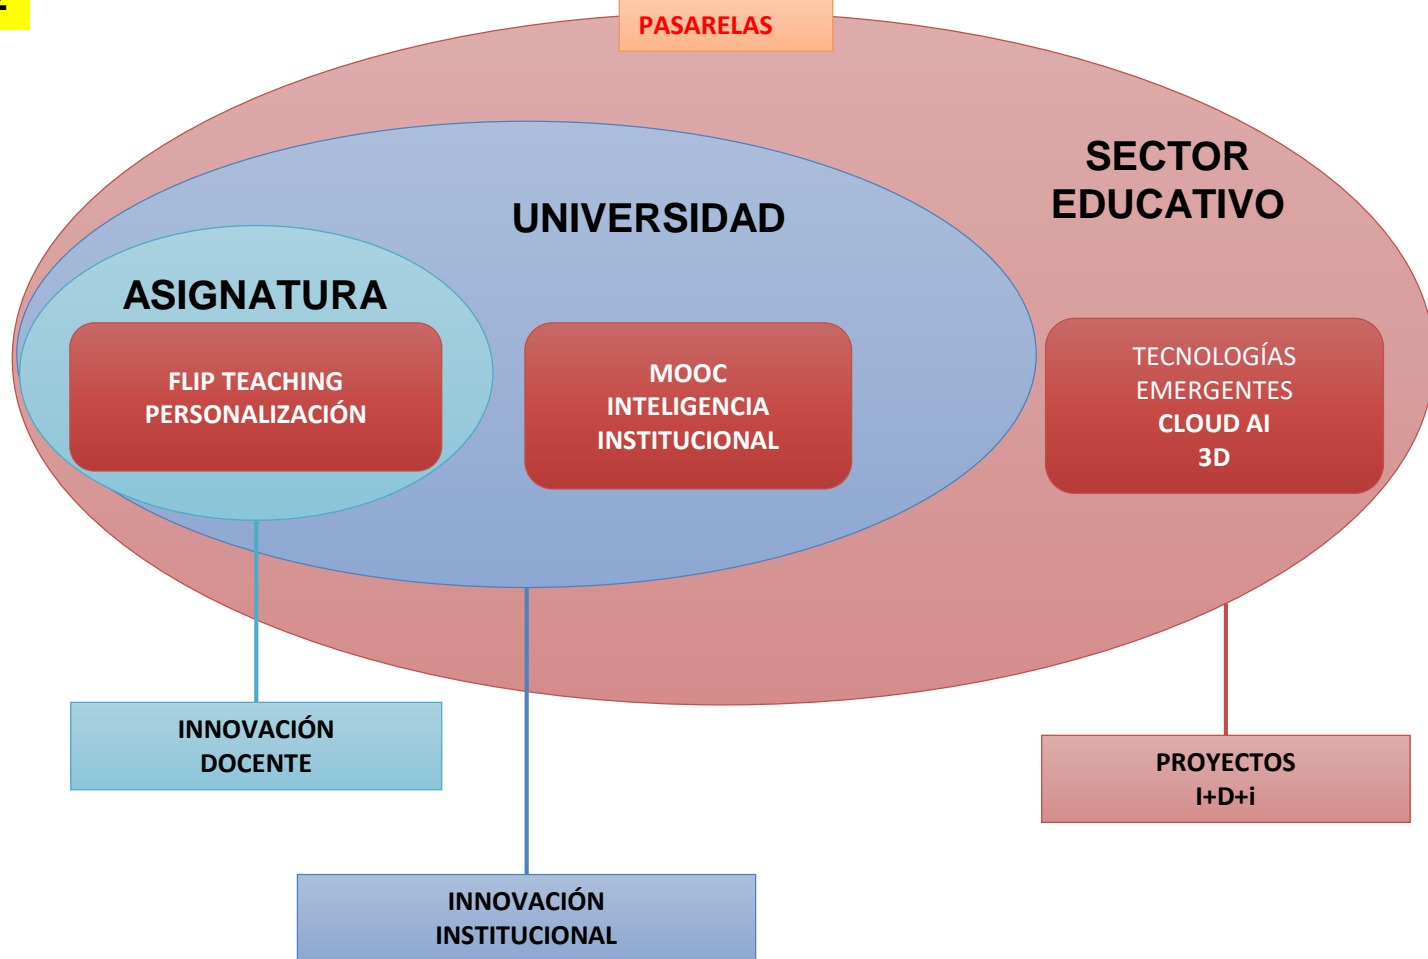 PASARELAS
SECTOR
EDUCATIVO
UNIVERSIDAD
ASIGNATURA
FLIP TEACHING
PERSONALIZACIÓN
MOOC
INTELIGENCIA
INSTITUCIONAL
TECNOLOGÍAS
EMERGENTES
CLOUD AI
3D
INNOVACIÓN
DOCENTE
PROYECTOS
I+D+i
INNOVACIÓN
INSTITUCIONAL